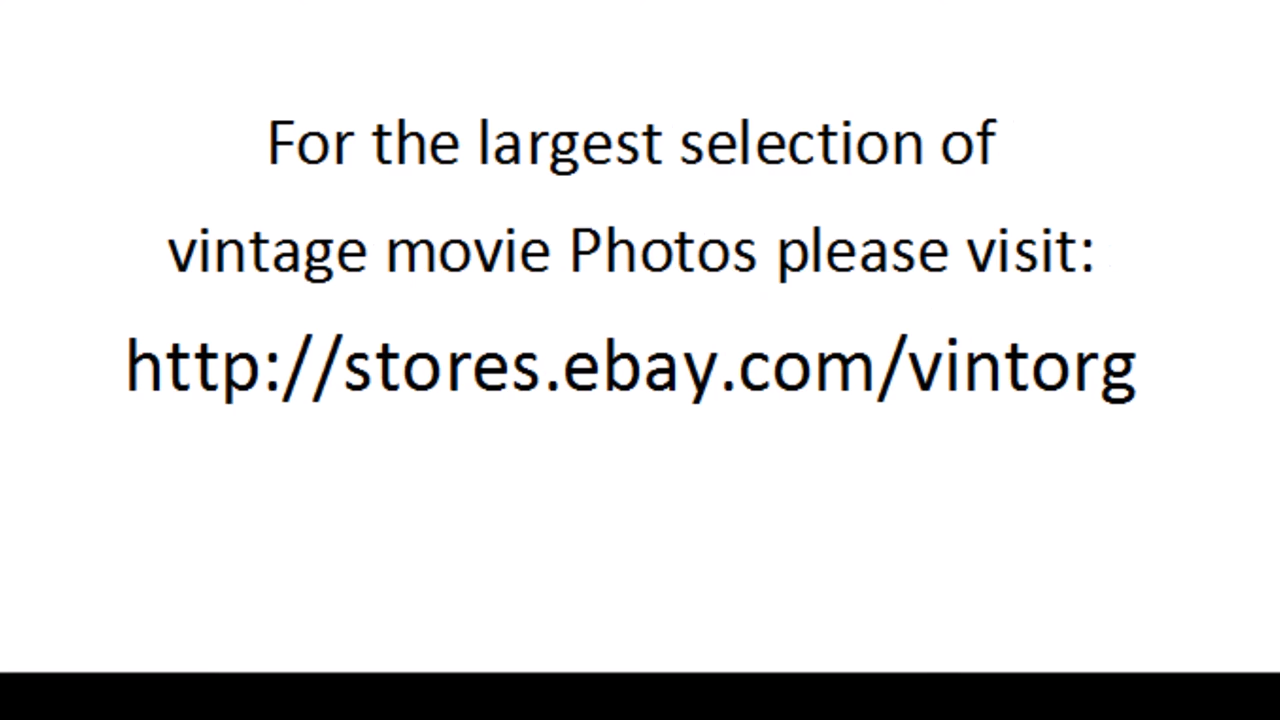 For the largest selection of
vintage movie Photos please visit:
http://stores.ebay.com/vintorg